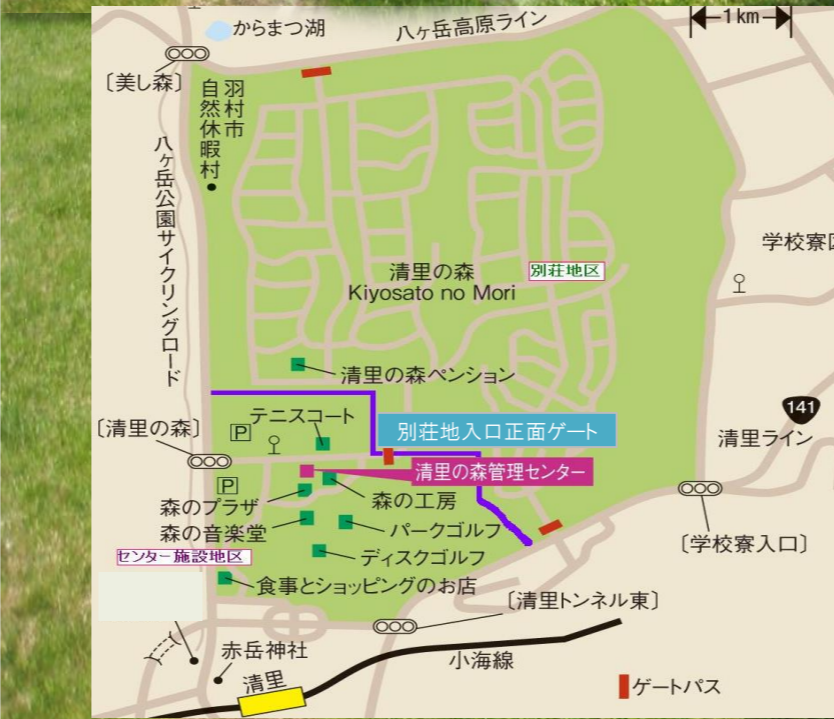 からまつ湖
八ヶ岳高原ライン
1km
〔美し森〕
羽村市
自然休暇村
八ヶ岳公園サイクリングロード
学校寮区
清里の森
Kiyosato no Mori
別荘地区
清里の森ペンション
141
清里ライン
テニスコート
別荘地入口正面ゲート
〔清里の森〕
P
清里の森管理センター
P
森のプラザ
森の工房
森の音楽堂
パークゴルフ
〔学校寮入口〕
センター施設地区
ディスクゴルフ
食事とショッピングのお店
〔清里トンネル東〕
赤岳神社
小海線
清里
ゲートパス